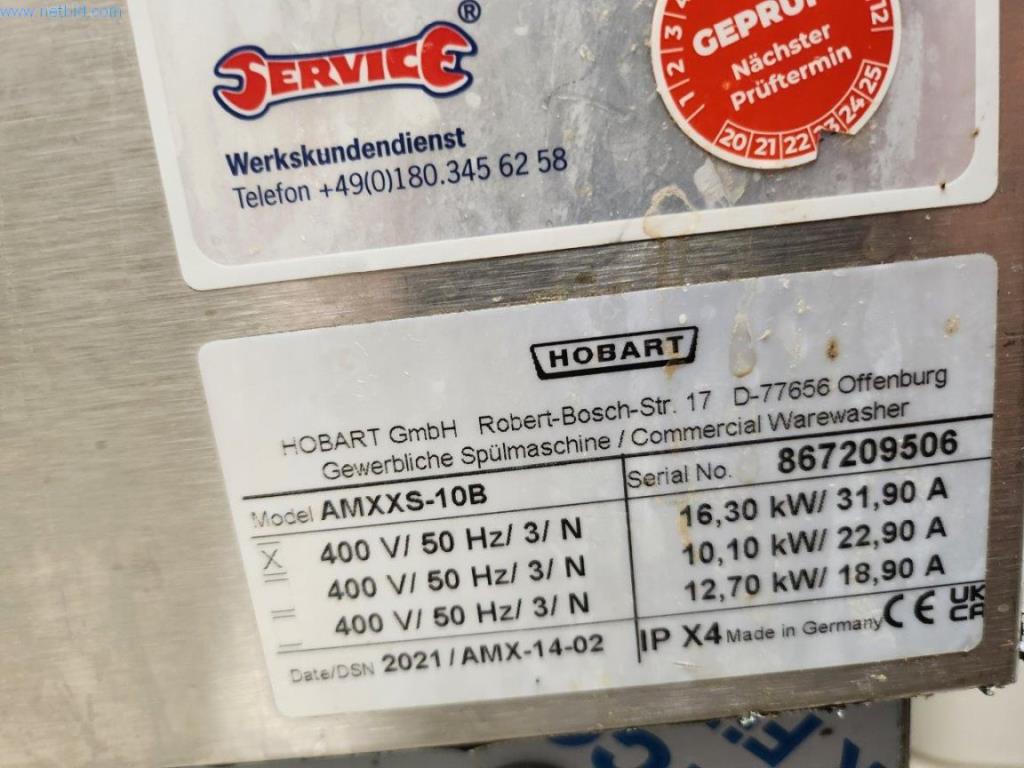 www.netbid.com
SERVICE®
Werkskundendienst
Telefon +49(0)180.345 62 58
GEPRÜFT
Nächster
Prüftermin
1 2 3 4
12
20 21 22 24 25
HOBART
HOBART GmbH Robert-Bosch-Str. 17 D-77656 Offenburg
Gewerbliche Spülmaschine / Commercial Warewasher
Model AMXXS-10B Serial No. 867209506
X 400 V/ 50 Hz/ 3/ N 16,30 kW/ 31,90 A
400 V/ 50 Hz/ 3/ N 10,10 kW/ 22,90 A
400 V/ 50 Hz/ 3/ N 12,70 kW/ 18,90 A
Date/DSN 2021/AMX-14-02 IP X4 Made in Germany CE UKCA